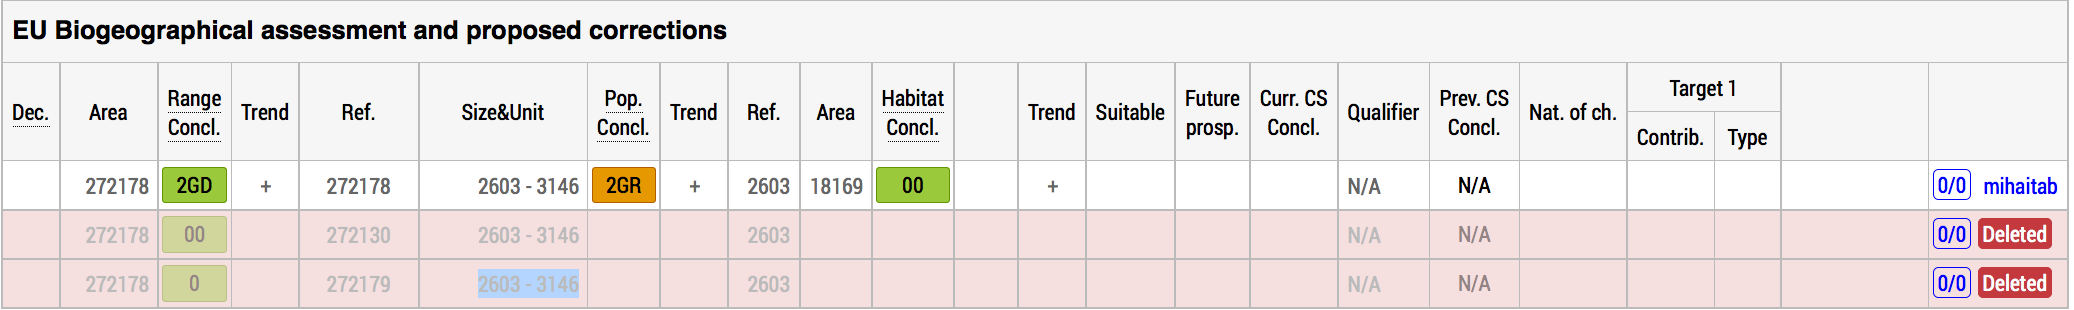 EU Biogeographical assessment and proposed corrections
Dec. Area Range Concl. Trend Ref. Size&Unit Pop. Concl. Trend Ref. Area Habitat Concl. Trend Suitable Future prosp. Curr. CS Concl. Qualifier Prev. CS Concl. Nat. of ch. Target 1 Contrib. Type
272178 2GD + 272178 2603 - 3146 2GR + 2603 18169 00 + N/A N/A 0/0 mihaitab
272178 00 272130 2603 - 3146 2603 N/A N/A 0/0 Deleted
272178 0 272179 2603 - 3146 2603 N/A N/A 0/0 Deleted